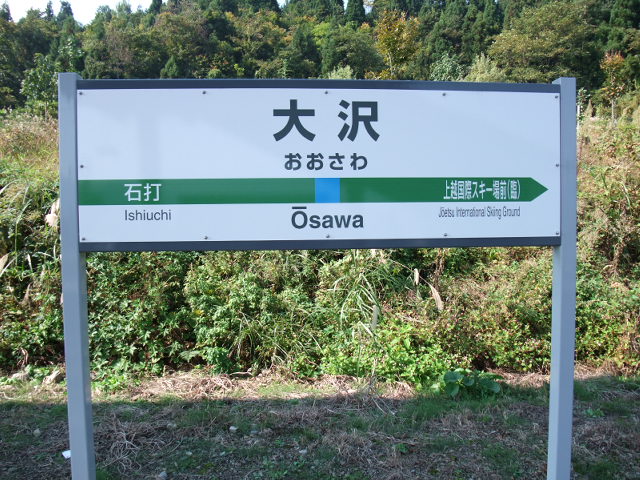 大沢
おおさわ
石打 上越国際スキー場前(臨)
Ishiuchi Jōetsu International Skiing Ground
Ōsawa